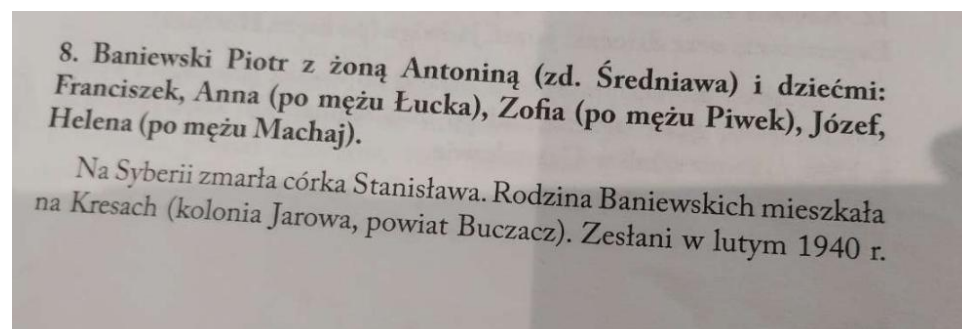 8. Baniewski Piotr z żoną Antoniną (zd. Średniawa) i dziećmi:
Franciszek, Anna (po mężu Łucka), Zofia (po mężu Piwek), Józef,
Helena (po mężu Machaj).
Na Syberii zmarła córka Stanisława. Rodzina Baniewskich mieszkała
na Kresach (kolonia Jarowa, powiat Buczacz). Zesłani w lutym 1940 r.